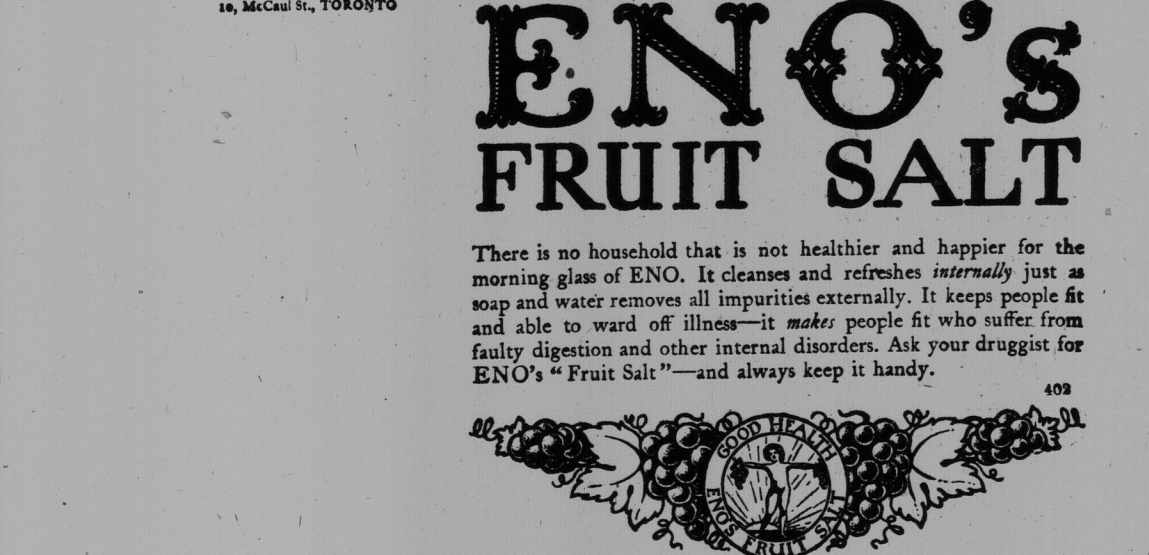 10, McCaul St., TORONTO
ENO's
FRUIT SALT
There is no household that is not healthier and happier for the
morning glass of ENO. It cleanses and refreshes internally just as
soap and water removes all impurities externally. It keeps people fit
and able to ward off illness—it makes people fit who suffer from
faulty digestion and other internal disorders. Ask your druggist for
ENO's “Fruit Salt”—and always keep it handy.
402
GOOD HEALTH
ENO'S FRUIT SALT